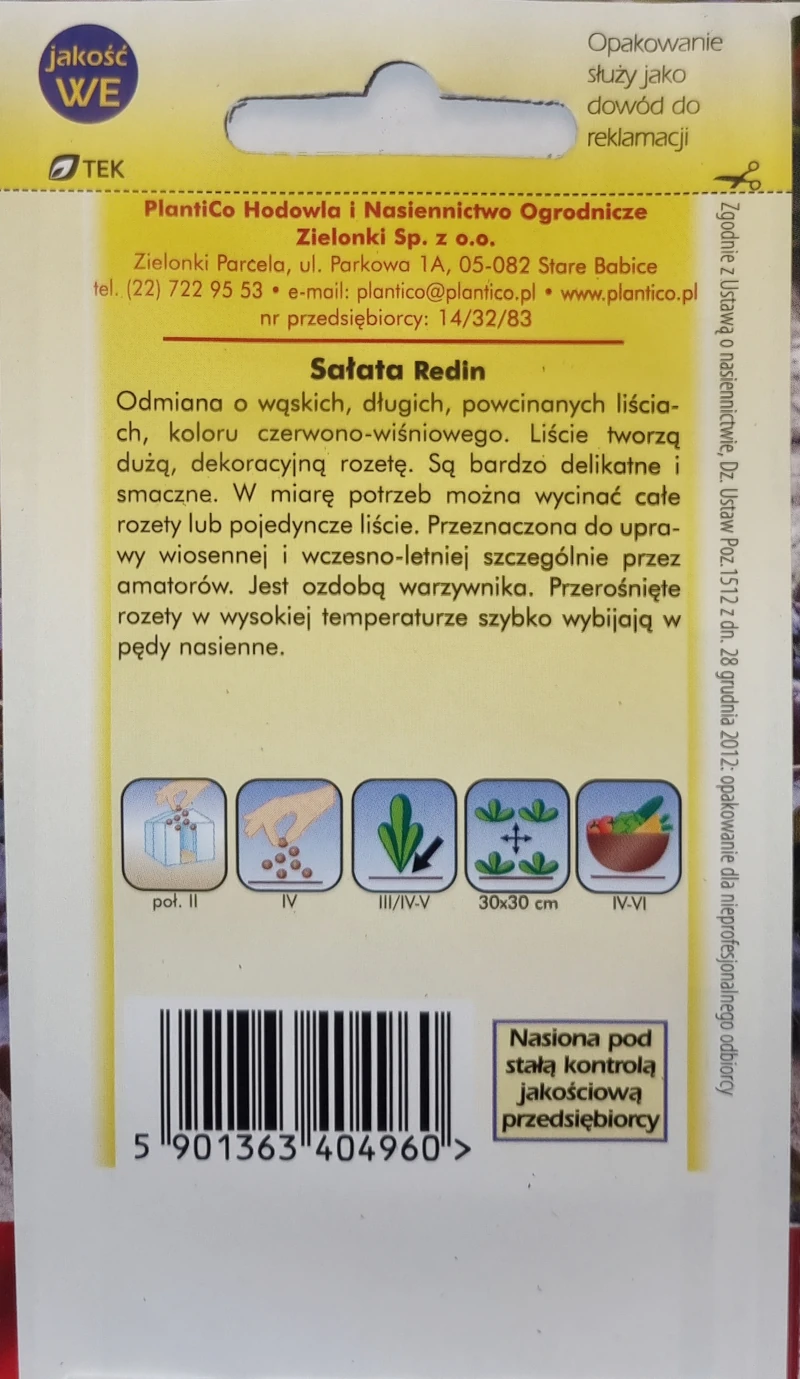 jakość
WE
TEK
Opakowanie
służy jako
dowód do
reklamacji
PlantiCo Hodowla i Nasiennictwo Ogrodnicze
Zielonki Sp. z o.o.
Zielonki Parcela, ul. Parkowa 1A, 05-082 Stare Babice
tel. (22) 722 95 53 • e-mail: plantico@plantico.pl • www.plantico.pl
nr przedsiębiorcy: 14/32/83
Sałata Redin
Odmiana o wąskich, długich, powcinanych liścia-
ch, koloru czerwono-wiśniowego. Liście tworzą
dużą, dekoracyjną rozetę. Są bardzo delikatne i
smaczne. W miarę potrzeb można wycinać całe
rozety lub pojedyncze liście. Przeznaczona do upra-
wy wiosennej i wczesno-letniej szczególnie przez
amatorów. Jest ozdobą warzywnika. Przerośnięte
rozety w wysokiej temperaturze szybko wybijają w
pędy nasienne.
poł. II
IV
III/IV-V
30x30 cm
IV-VI
5 901363 404960 >
Nasiona pod
stałą kontrolą
jakościową
przedsiębiorcy
Zgodnie z Ustawą o nasiennictwie, Dz. Ustaw Poz.1512 z dn. 28 grudnia 2012: opakowanie dla nieprofesjonalnego odbiorcy